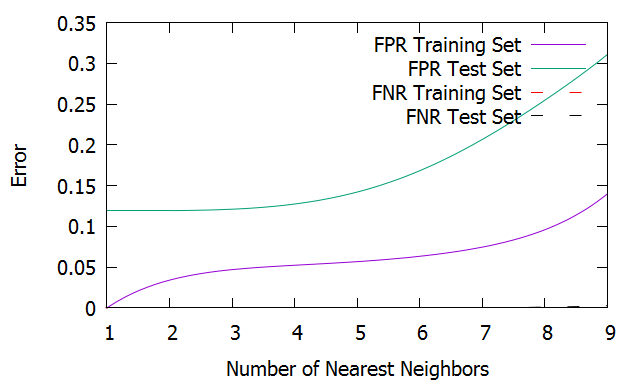 0.35
0.3
0.25
0.2
0.15
0.1
0.05
0
Error
FPR Training Set
FPR Test Set
FNR Training Set
FNR Test Set
1 2 3 4 5 6 7 8 9
Number of Nearest Neighbors